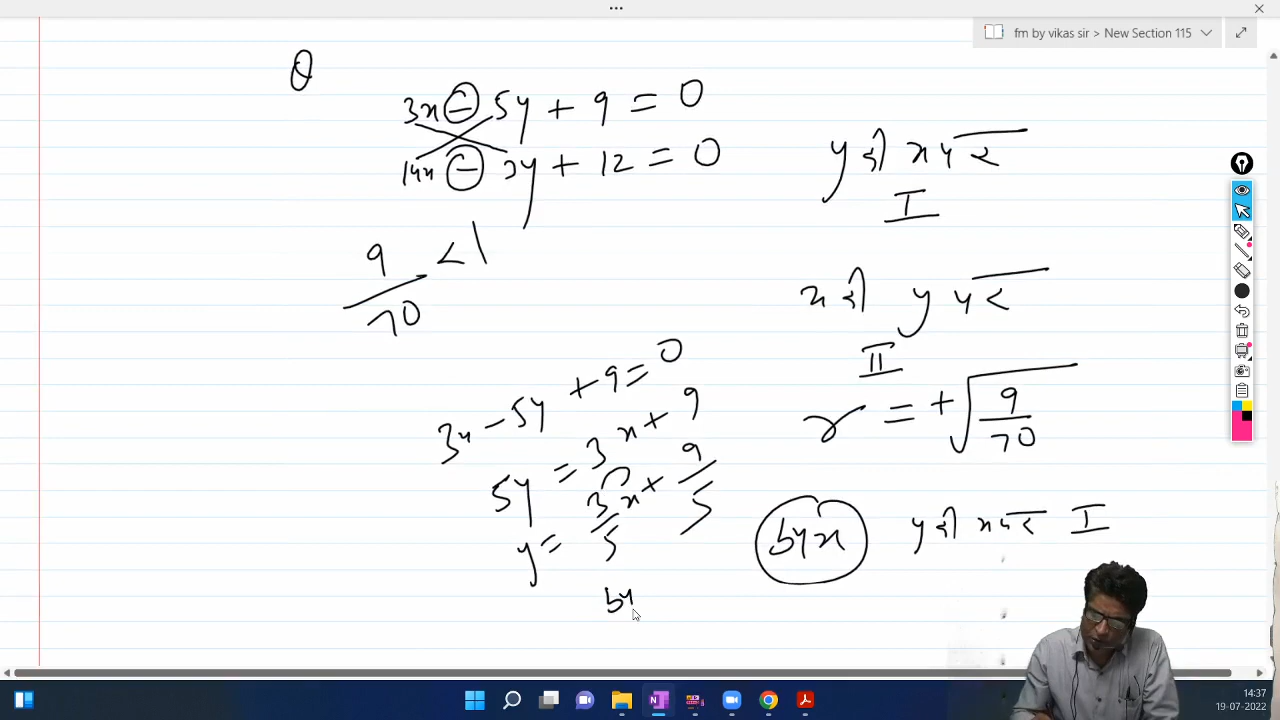 ...
fm by vikas sir > New Section 115
θ
3x - 5y + 9 = 0
14x - 3y + 12 = 0
y की x पर
I
9/70 < 1
x की y पर
II
3x - 5y + 9 = 0
r = +√(9/70)
5y = 3x + 9
y = 3/5 x + 9/5
byx
y की x पर I
by
14:37
19-07-2022